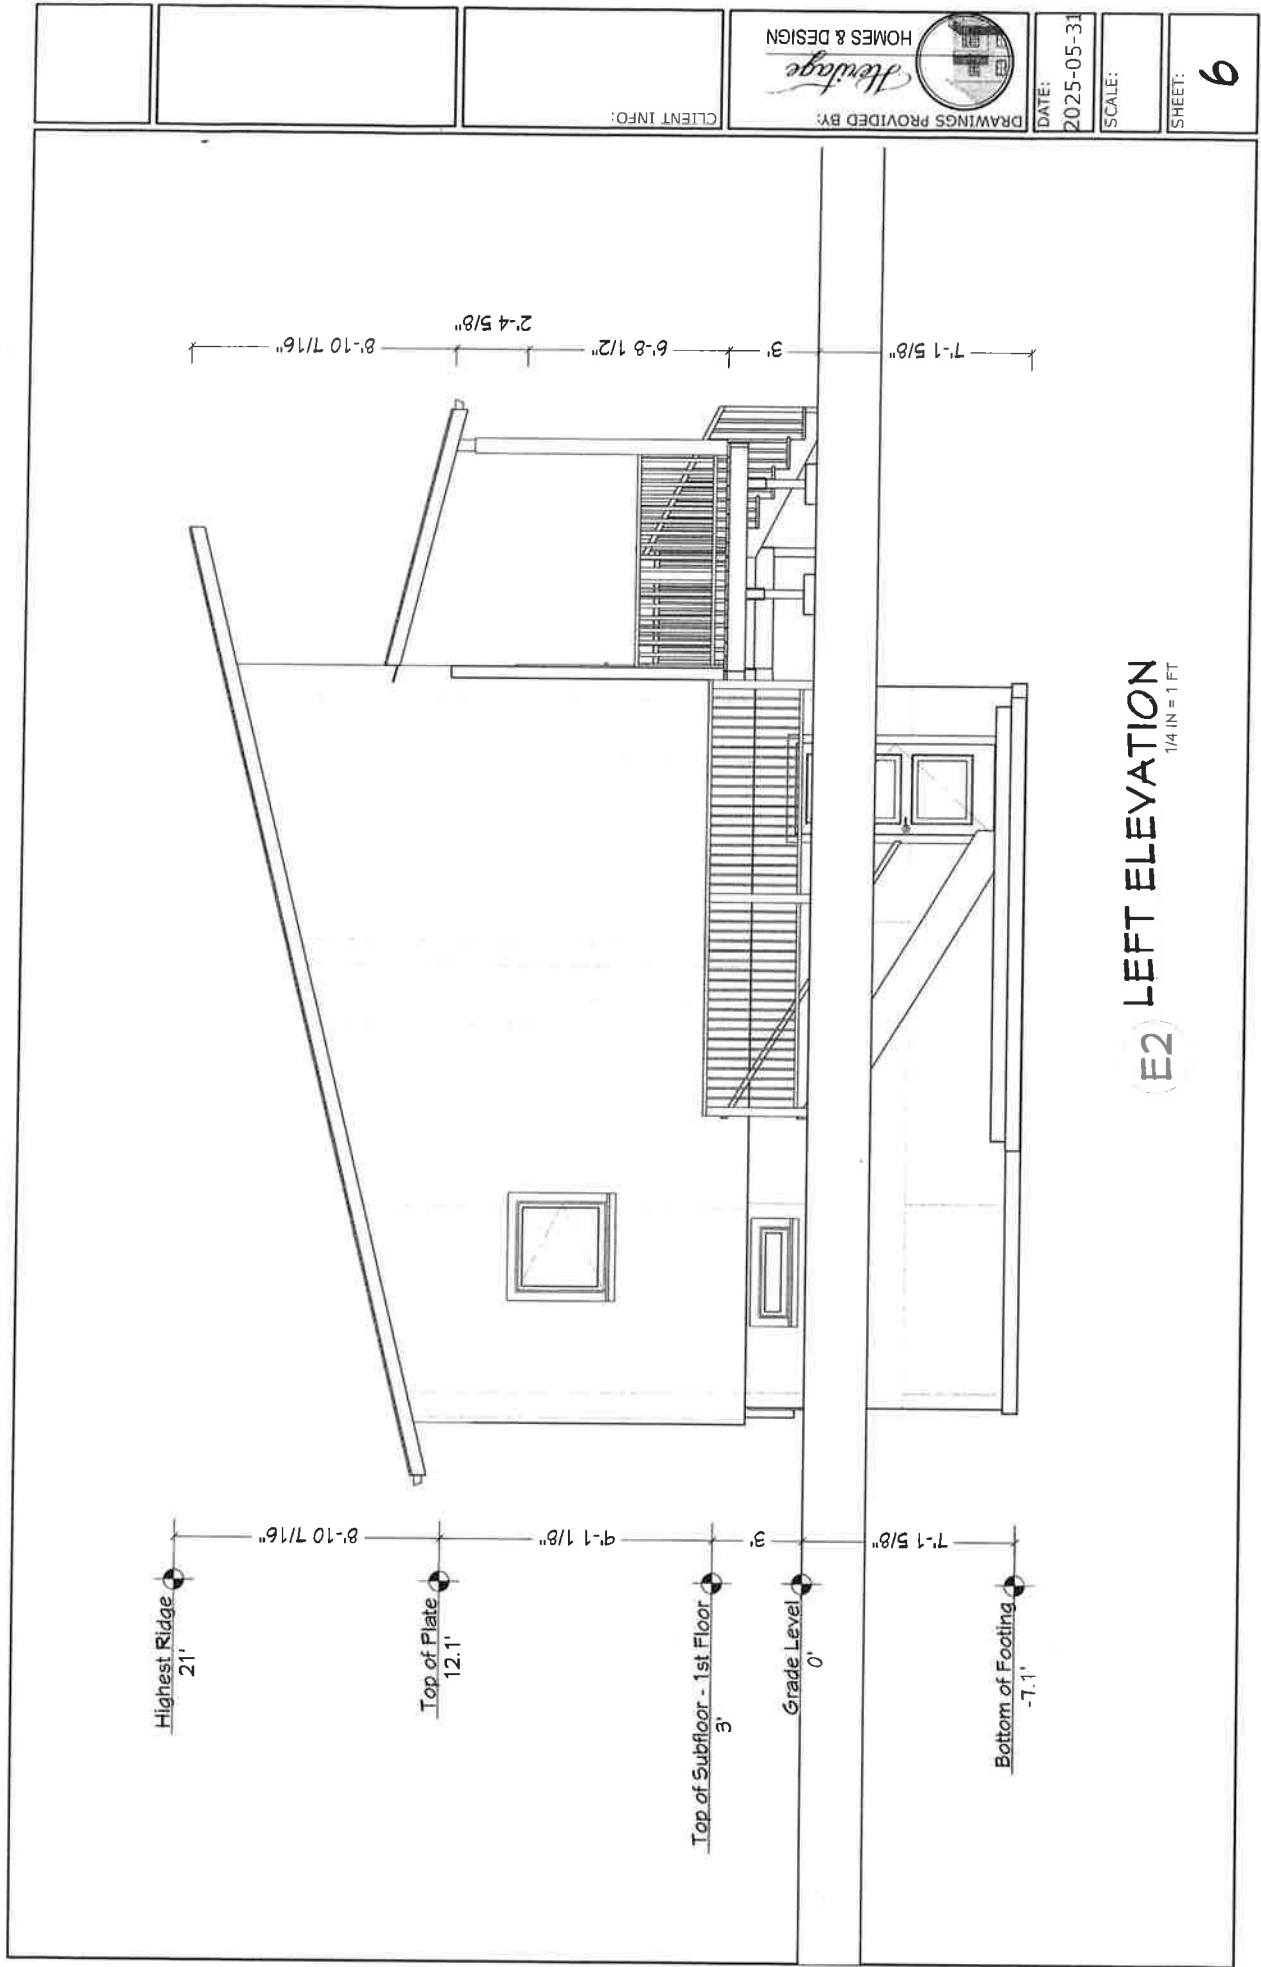 Highest Ridge
21'
Top of Plate
12.1'
Top of Subfloor - 1st Floor
3'
Grade Level
0'
Bottom of Footing
-7.1'
8'-10 7/16"
9'-1 1/8"
3'
7'-1 5/8"
8'-10 7/16"
2'-4 5/8"
6'-8 1/2"
3'
7'-1 5/8"
E2 LEFT ELEVATION
1/4 IN = 1 FT
CLIENT INFO:
DRAWINGS PROVIDED BY:
Heritage
HOMES & DESIGN
DATE:
2025-05-31
SCALE:
SHEET:
6